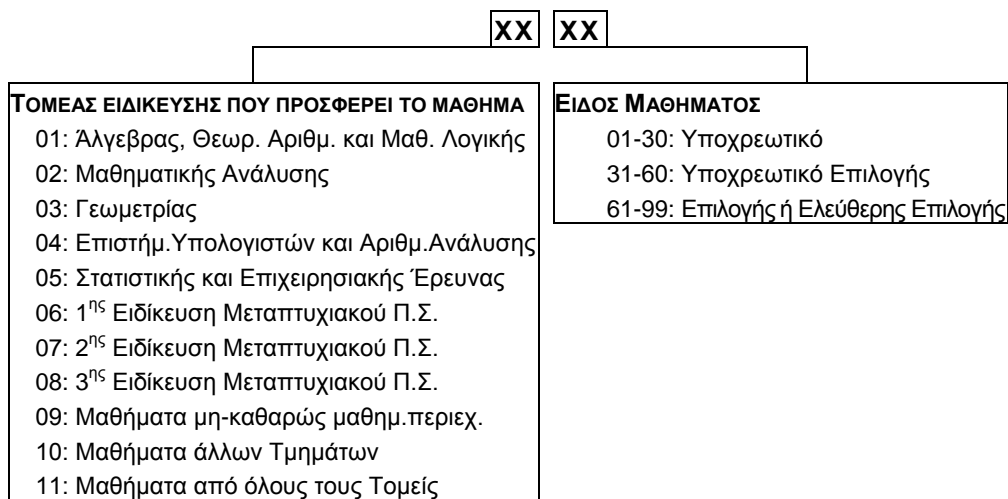 XX XX
ΤΟΜΕΑΣ ΕΙΔΙΚΕΥΣΗΣ ΠΟΥ ΠΡΟΣΦΕΡΕΙ ΤΟ ΜΑΘΗΜΑ
01: Άλγεβρας, Θεωρ. Αριθμ. και Μαθ. Λογικής
02: Μαθηματικής Ανάλυσης
03: Γεωμετρίας
04: Επιστήμ.Υπολογιστών και Αριθμ.Ανάλυσης
05: Στατιστικής και Επιχειρησιακής Έρευνας
06: 1ης Ειδίκευση Μεταπτυχιακού Π.Σ.
07: 2ης Ειδίκευση Μεταπτυχιακού Π.Σ.
08: 3ης Ειδίκευση Μεταπτυχιακού Π.Σ.
09: Μαθήματα μη-καθαρώς μαθημ.περιεχ.
10: Μαθήματα άλλων Τμημάτων
11: Μαθήματα από όλους τους Τομείς
ΕΙΔΟΣ ΜΑΘΗΜΑΤΟΣ
01-30: Υποχρεωτικό
31-60: Υποχρεωτικό Επιλογής
61-99: Επιλογής ή Ελεύθερης Επιλογής